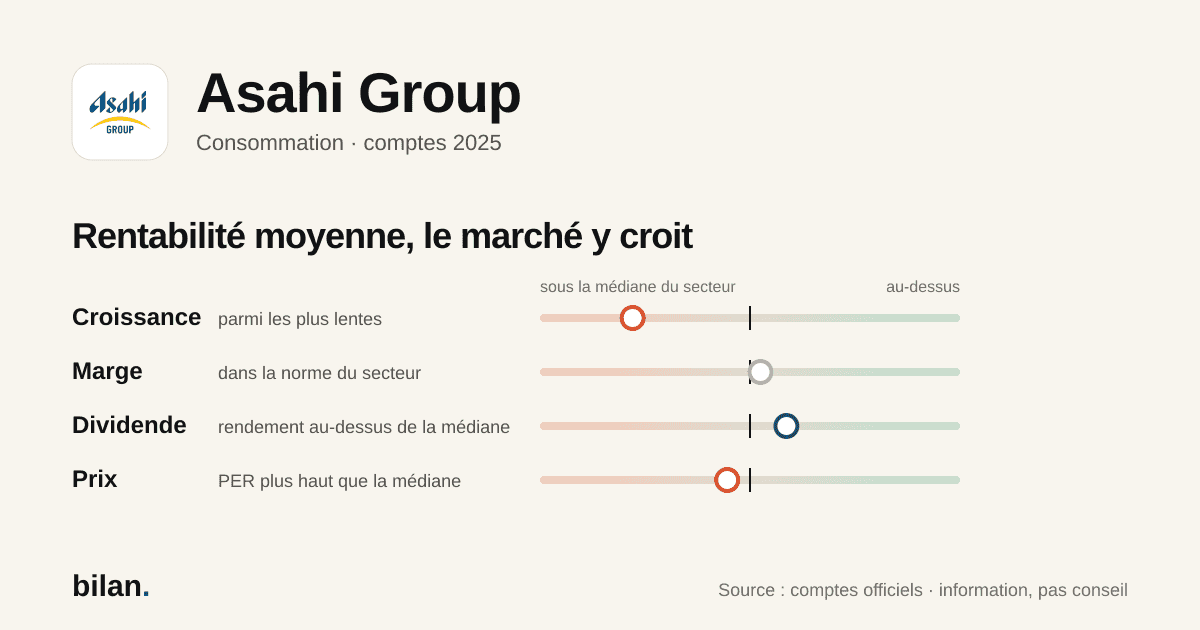 Asahi
GROUP
Asahi Group
Consommation · comptes 2025
Rentabilité moyenne, le marché y croit
sous la médiane du secteur au-dessus
Croissance parmi les plus lentes
Marge dans la norme du secteur
Dividende rendement au-dessus de la médiane
Prix PER plus haut que la médiane
bilan.
Source : comptes officiels · information, pas conseil